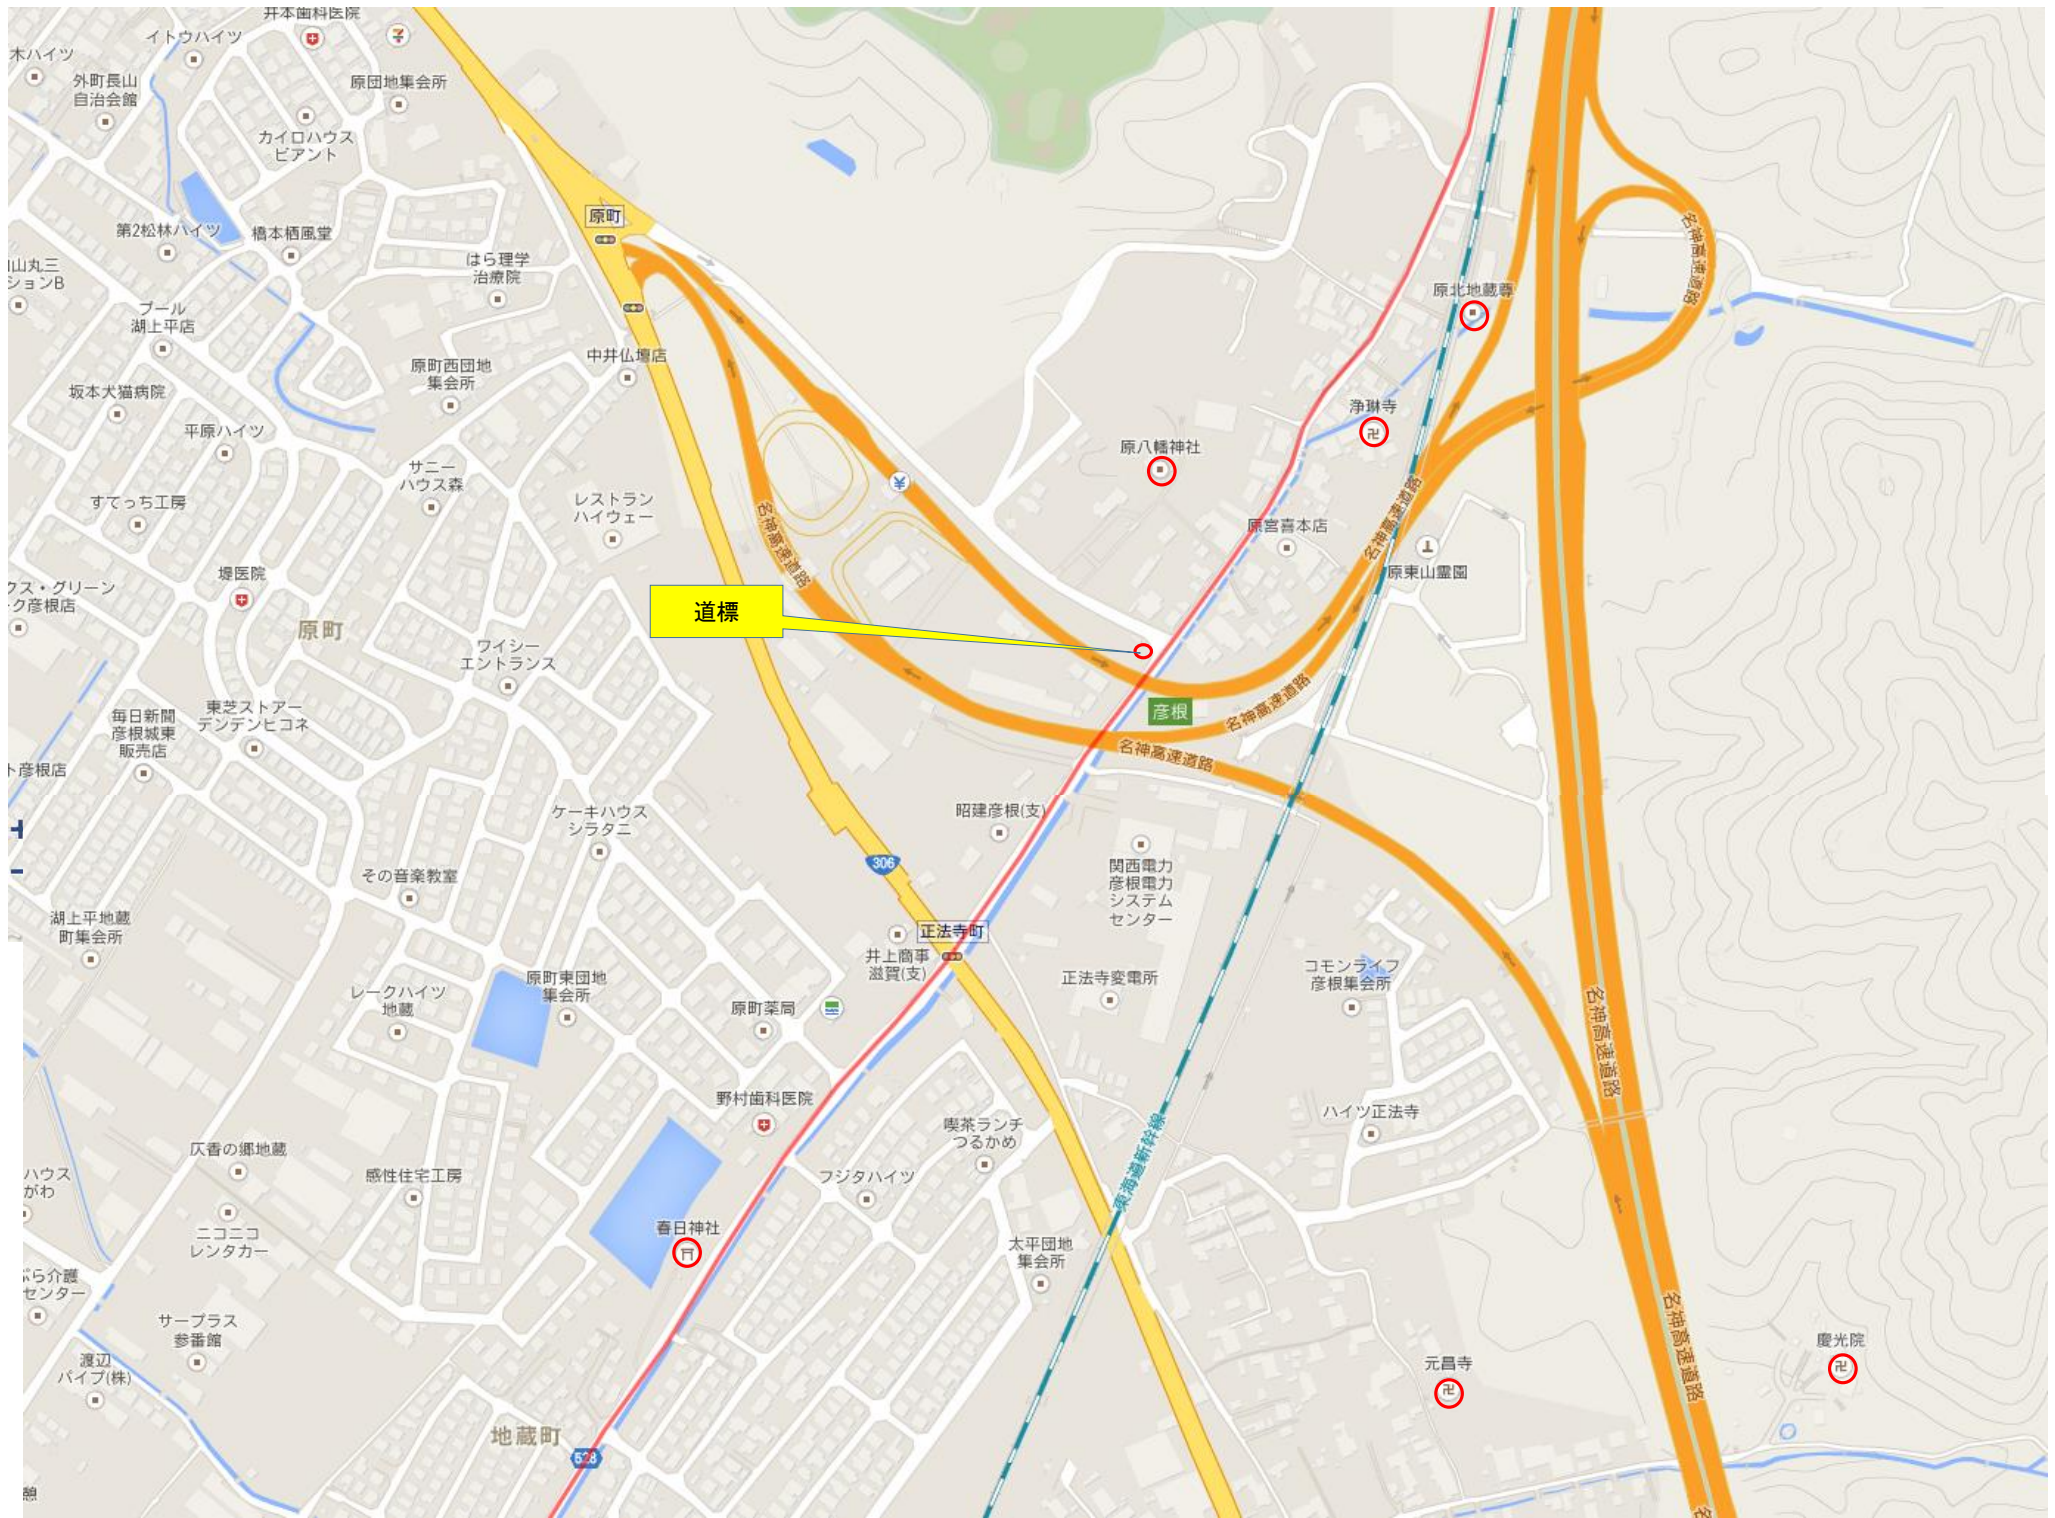 井本歯科医院
イトウハイツ
木ハイツ
外町長山
自治会館
原団地集会所
カイロハウス
ビアント
原町
第2松林ハイツ
橋本栖風堂
はら理学
治療院
山丸三
ションB
プール
湖上平店
中井仏壇店
原町西団地
集会所
坂本犬猫病院
平原ハイツ
サニー
ハウス森
すてっち工房
レストラン
ハイウェー
名神高速道路
原北地蔵尊
浄琳寺
原八幡神社
原宮喜本店
名神高速道路
名神高速道路
原東山霊園
堤医院
クス・グリーン
ク彦根店
原町
道標
ワイシー
エントランス
東芝ストアー
デンデンヒコネ
毎日新聞
彦根城東
販売店
ト彦根店
彦根
名神高速道路
名神高速道路
ケーキハウス
シラタニ
昭建彦根(支)
306
関西電力
彦根電力
システム
センター
その音楽教室
湖上平地蔵
町集会所
正法寺町
井上商事
滋賀(支)
正法寺変電所
コモンライフ
彦根集会所
原町東団地
集会所
レークハイツ
地蔵
原町薬局
名神高速道路
野村歯科医院
喫茶ランチ
つるかめ
ハイツ正法寺
東海道新幹線
仄香の郷地蔵
感性住宅工房
フジタハイツ
ハウス
がわ
ニコニコ
レンタカー
春日神社
太平団地
集会所
ぷら介護
センター
サープラス
参番館
渡辺
パイプ(株)
名神高速道路
慶光院
元昌寺
地蔵町
528
憩
名